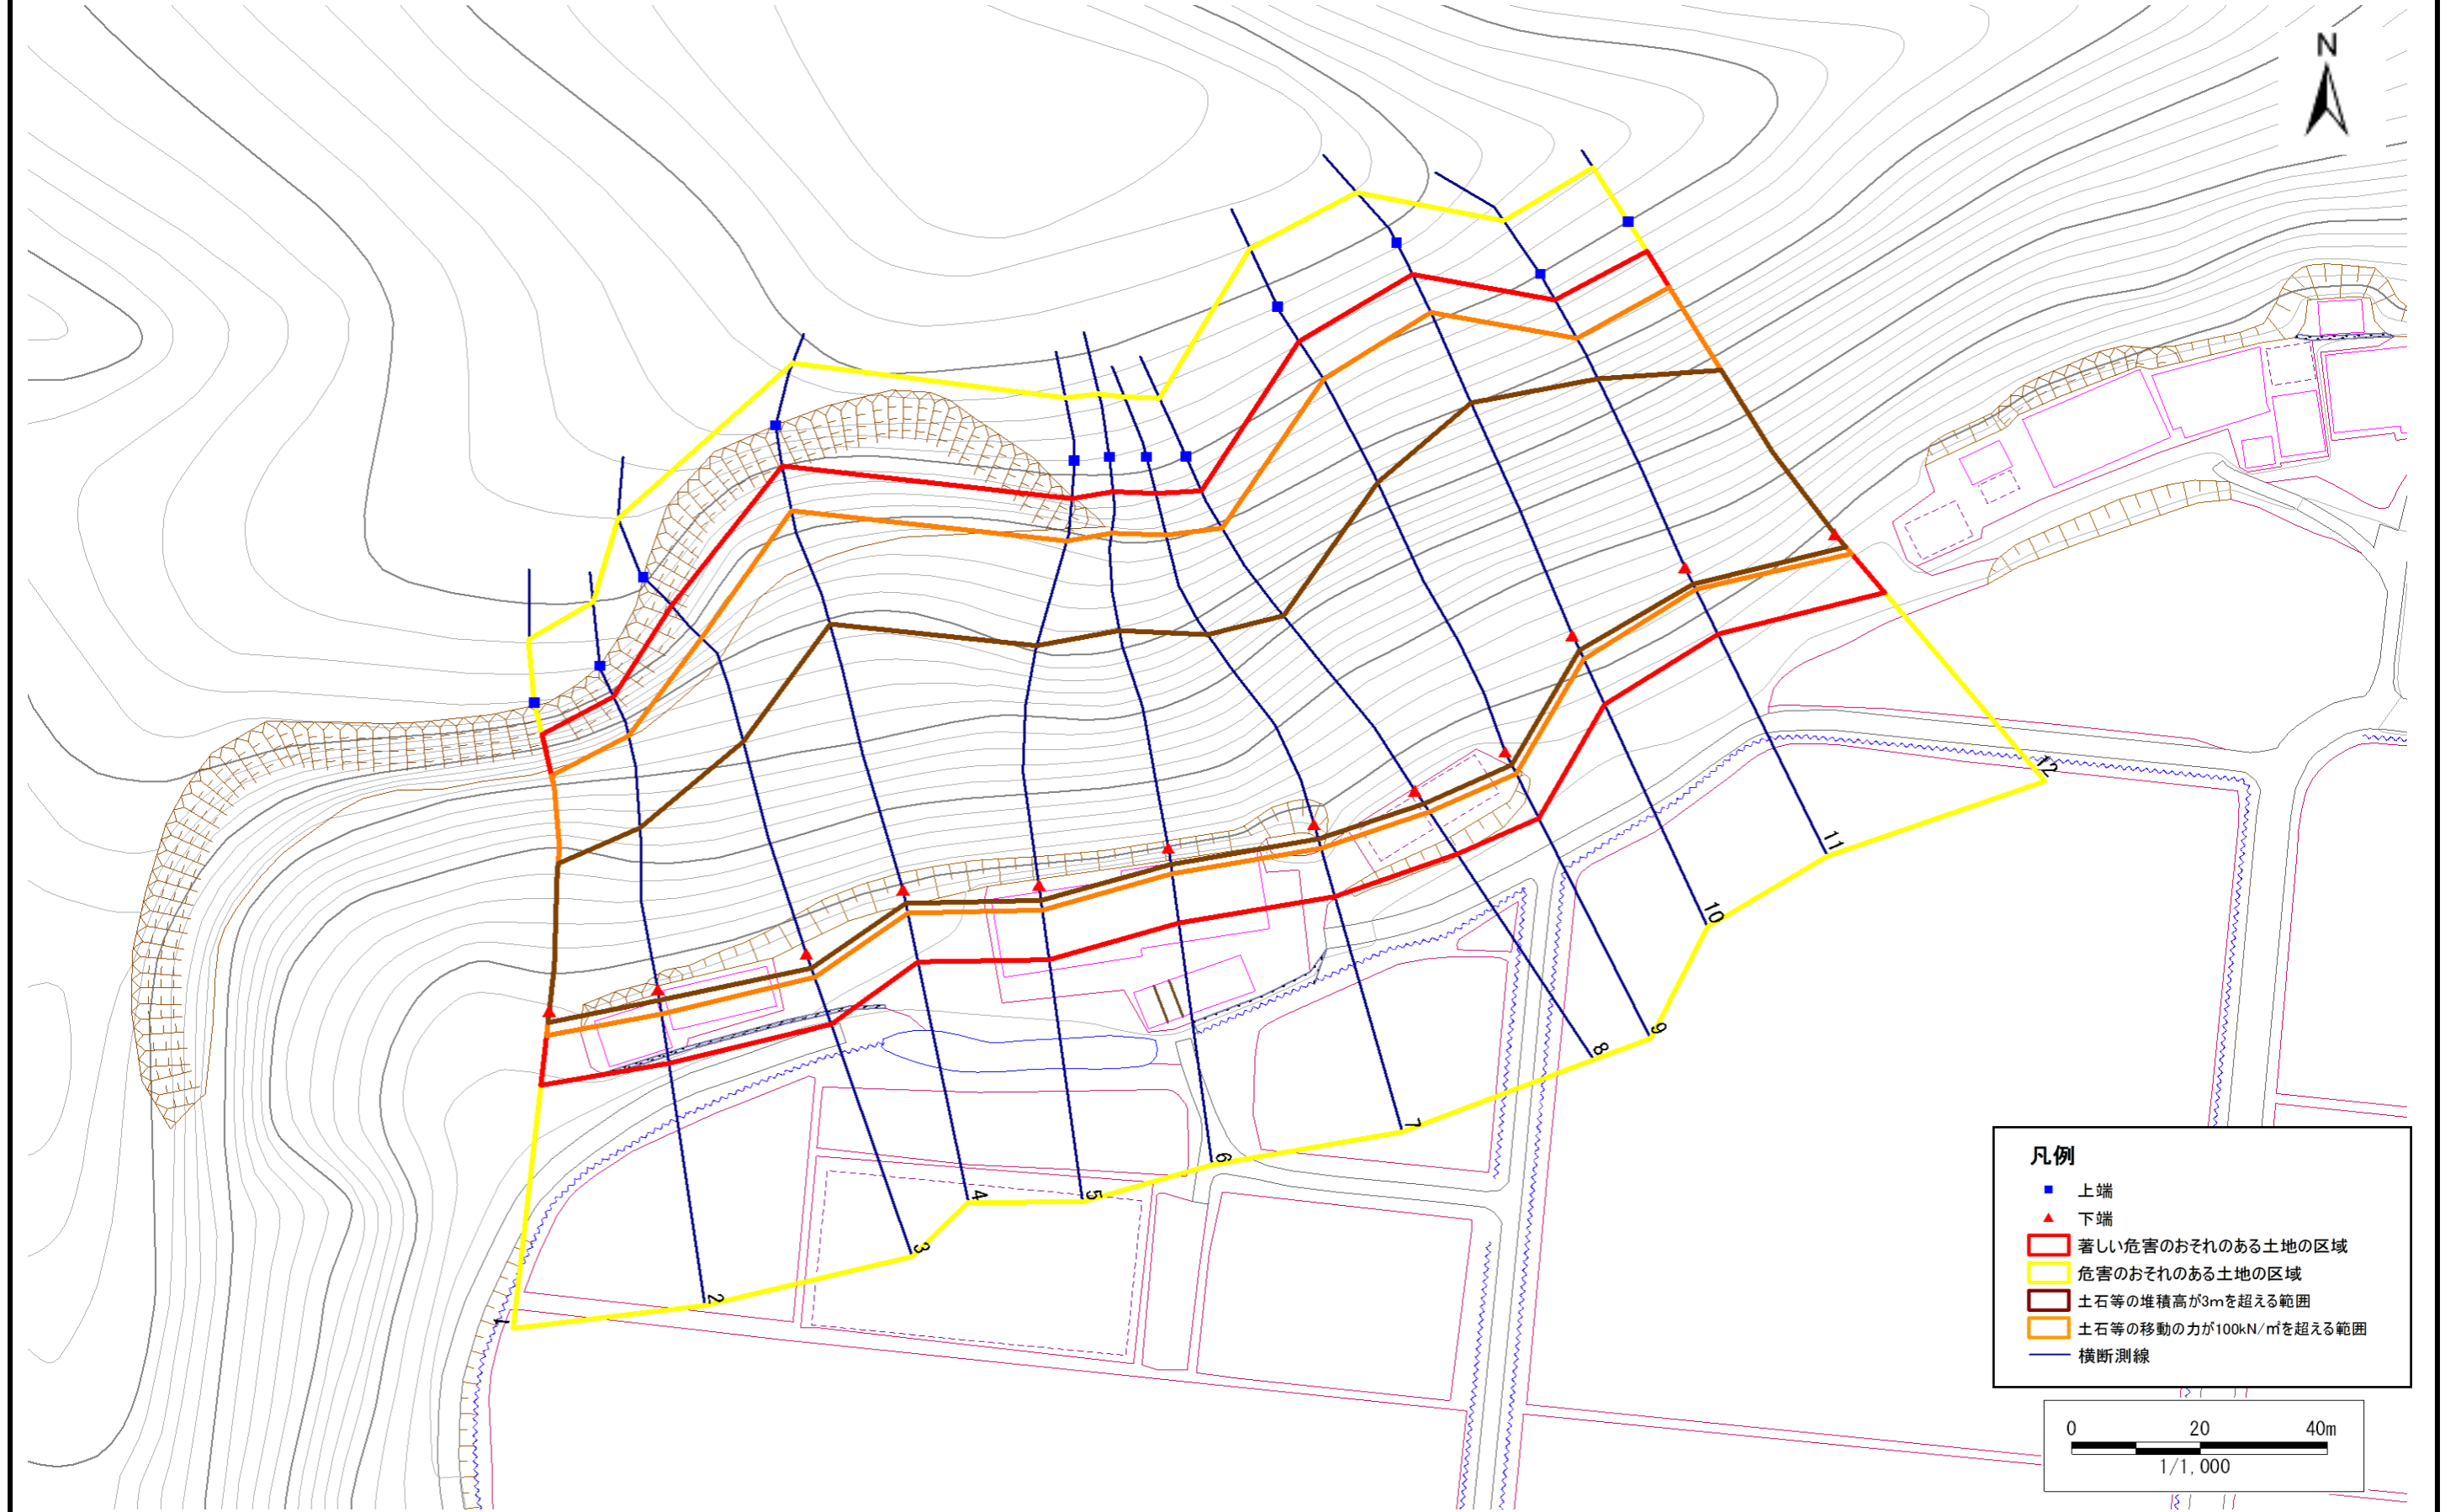 N
1
2
3
4
5
6
7
8
9
10
11
12
凡例
上端
下端
著しい危害のおそれのある土地の区域
危害のおそれのある土地の区域
土石等の堆積高が3mを超える範囲
土石等の移動の力が100kN/㎡を超える範囲
横断測線
0 20 40m
1/1,000